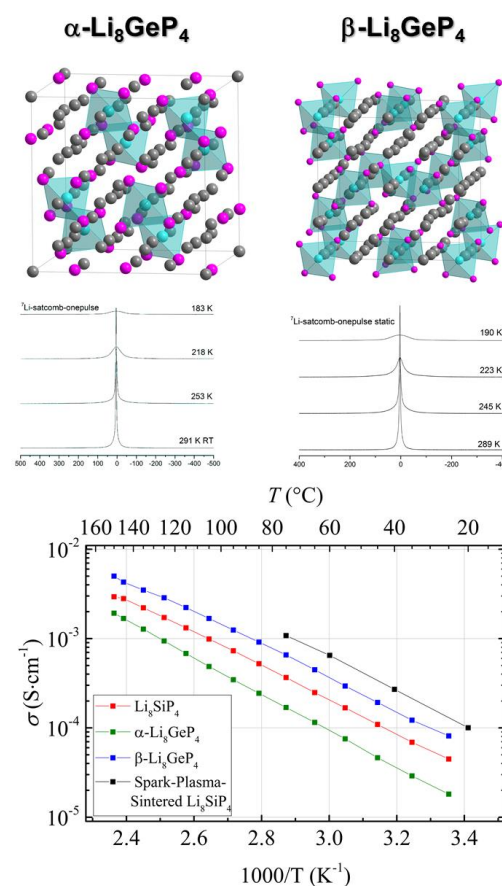 α-Li₈GeP₄
β-Li₈GeP₄
⁷Li-satcomb-onepulse
183 K
218 K
253 K
291 K RT
500 400 300 200 100 0 -100 -200 -300 -400 -500
⁷Li-satcomb-onepulse static
190 K
223 K
245 K
289 K
400 200 0 -200 -40
T (°C)
160 140 120 100 80 60 40 20
10⁻²
10⁻³
10⁻⁴
10⁻⁵
σ (S·cm⁻¹)
Li₈SiP₄
α-Li₈GeP₄
β-Li₈GeP₄
Spark-Plasma-
Sintered Li₈SiP₄
2.4 2.6 2.8 3.0 3.2 3.4
1000/T (K⁻¹)